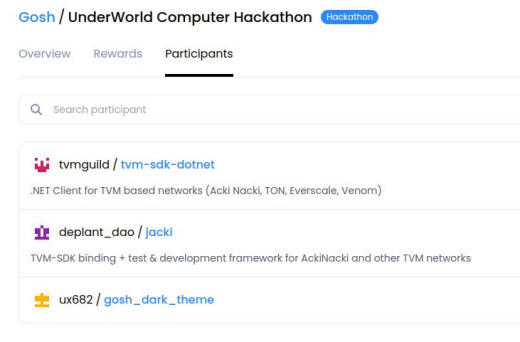 Gosh / UnderWorld Computer Hackathon Hackathon
Overview Rewards Participants
Search participant
tvmguild / tvm-sdk-dotnet
.NET Client for TVM based networks (Acki Nacki, TON, Everscale, Venom)
deplant_dao / jacki
TVM-SDK binding + test & development framework for AckiNacki and other TVM networks
ux682 / gosh_dark_theme